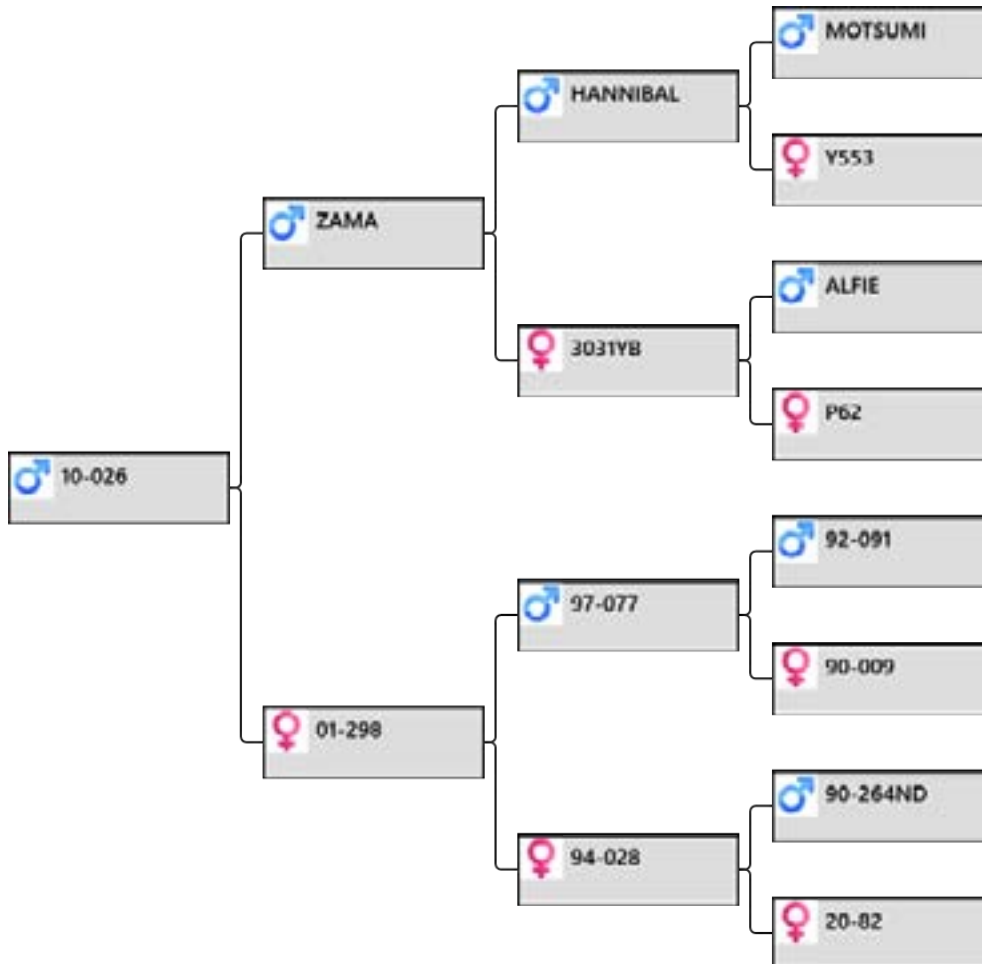 MOTSUMI
HANNIBAL
Y553
ZAMA
ALFIE
3031YB
P62
10-026
92-091
97-077
90-009
01-298
90-264ND
94-028
20-82